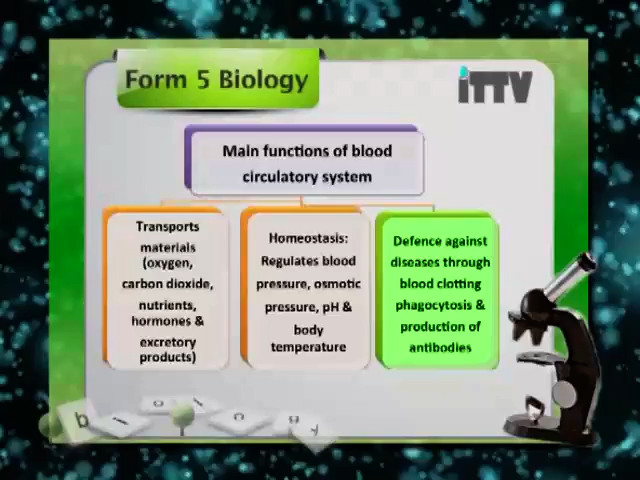 Form 5 Biology
iTTV
Main functions of blood
circulatory system
Transports
materials
(oxygen,
carbon dioxide,
nutrients,
hormones &
excretory
products)
Homeostasis:
Regulates blood
pressure, osmotic
pressure, pH &
body
temperature
Defence against
diseases through
blood clotting
phagocytosis &
production of
antibodies
b i o l o g y